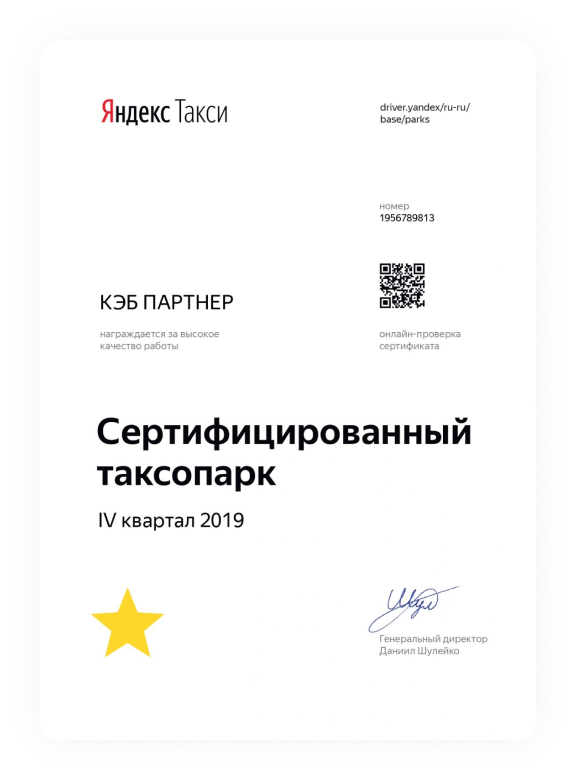 Яндекс Такси
driver.yandex/ru-ru/
base/parks
номер
1956789813
КЭБ ПАРТНЕР
награждается за высокое
качество работы
онлайн-проверка
сертификата
Сертифицированный
таксопарк
IV квартал 2019
Генеральный директор
Даниил Шулейко